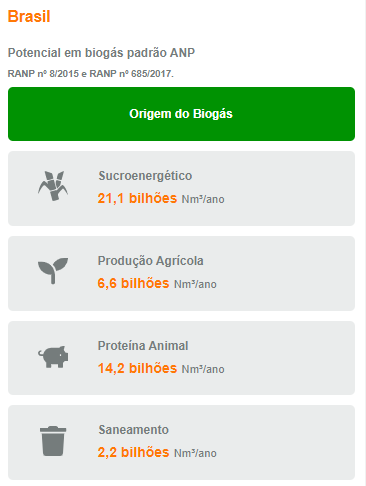 Brasil
Potencial em biogás padrão ANP
RANP nº 8/2015 e RANP nº 685/2017.
Origem do Biogás
Sucroenergético
21,1 bilhões Nm³/ano
Produção Agrícola
6,6 bilhões Nm³/ano
Proteína Animal
14,2 bilhões Nm³/ano
Saneamento
2,2 bilhões Nm³/ano